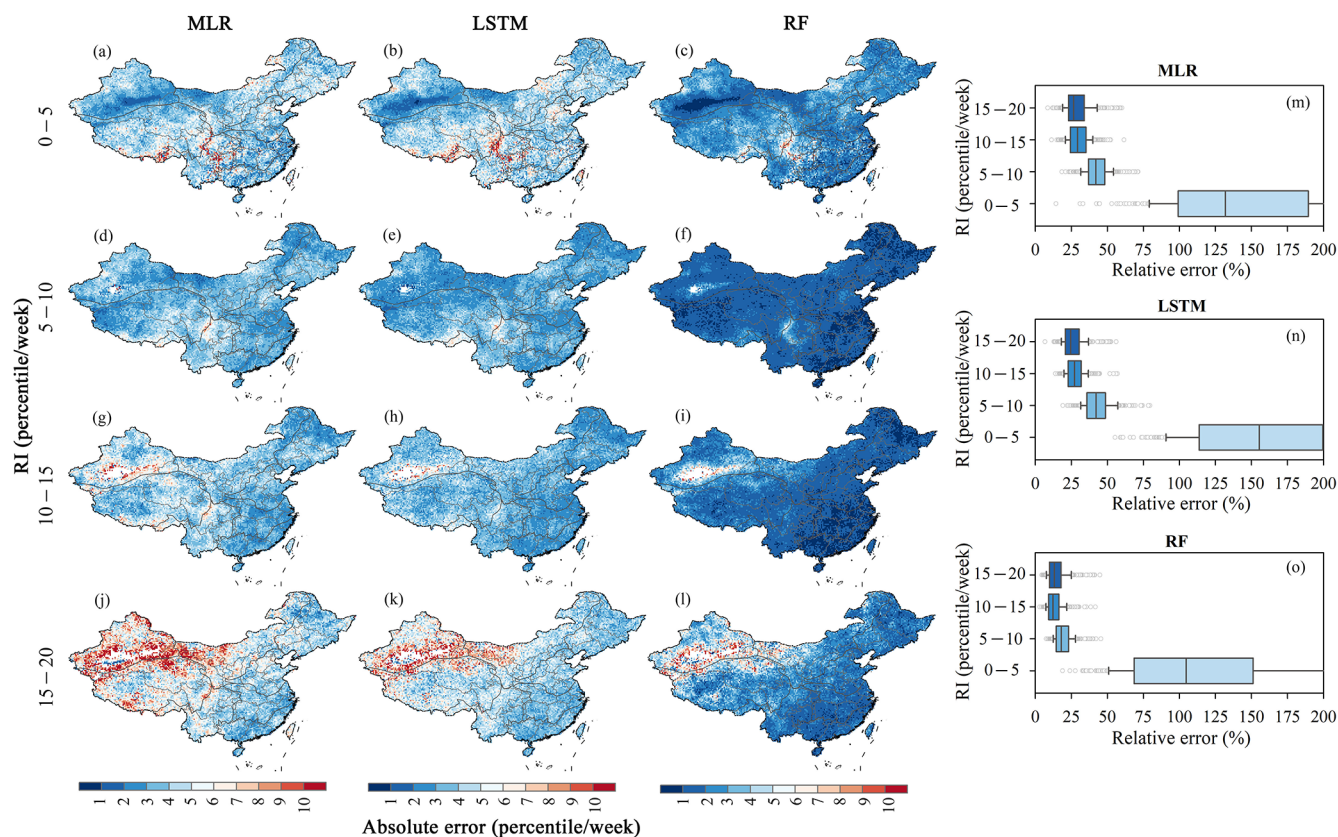 MLR LSTM RF
(a) (b) (c)
0 – 5
(d) (e) (f)
5 – 10
(g) (h) (i)
10 – 15
(j) (k) (l)
15 – 20
RI (percentile/week)
1 2 3 4 5 6 7 8 9 10
1 2 3 4 5 6 7 8 9 10
1 2 3 4 5 6 7 8 9 10
Absolute error (percentile/week)
MLR
(m)
RI (percentile/week)
15 – 20
10 – 15
5 – 10
0 – 5
0 25 50 75 100 125 150 175 200
Relative error (%)
LSTM
(n)
RI (percentile/week)
15 – 20
10 – 15
5 – 10
0 – 5
0 25 50 75 100 125 150 175 200
Relative error (%)
RF
(o)
RI (percentile/week)
15 – 20
10 – 15
5 – 10
0 – 5
0 25 50 75 100 125 150 175 200
Relative error (%)